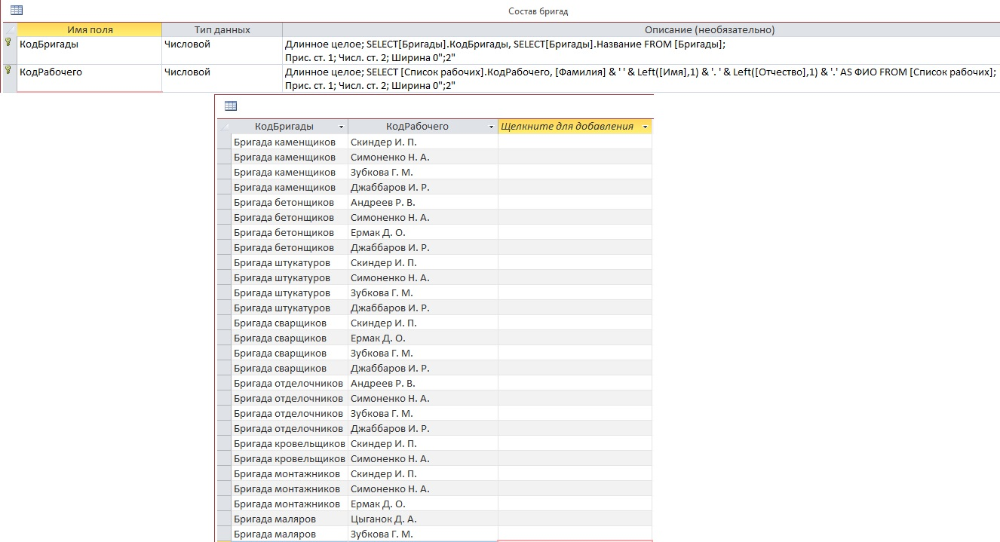 Состав бригад
Имя поля Тип данных Описание (необязательно)
КодБригады Числовой Длинное целое; SELECT[Бригады].КодБригады, SELECT[Бригады].Название FROM [Бригады];
Прис. ст. 1; Числ. ст. 2; Ширина 0";2"
КодРабочего Числовой Длинное целое; SELECT [Список рабочих].КодРабочего, [Фамилия] & ' ' & Left([Имя],1) & '. ' & Left([Отчество],1) & '.' AS ФИО FROM [Список рабочих];
Прис. ст. 1; Числ. ст. 2; Ширина 0";2"
КодБригады КодРабочего Щелкните для добавления
Бригада каменщиков Скиндер И. П.
Бригада каменщиков Симоненко Н. А.
Бригада каменщиков Зубкова Г. М.
Бригада каменщиков Джаббаров И. Р.
Бригада бетонщиков Андреев Р. В.
Бригада бетонщиков Симоненко Н. А.
Бригада бетонщиков Ермак Д. О.
Бригада бетонщиков Джаббаров И. Р.
Бригада штукатуров Скиндер И. П.
Бригада штукатуров Симоненко Н. А.
Бригада штукатуров Зубкова Г. М.
Бригада штукатуров Джаббаров И. Р.
Бригада сварщиков Скиндер И. П.
Бригада сварщиков Ермак Д. О.
Бригада сварщиков Зубкова Г. М.
Бригада сварщиков Джаббаров И. Р.
Бригада отделочников Андреев Р. В.
Бригада отделочников Симоненко Н. А.
Бригада отделочников Зубкова Г. М.
Бригада отделочников Джаббаров И. Р.
Бригада кровельщиков Скиндер И. П.
Бригада кровельщиков Симоненко Н. А.
Бригада монтажников Скиндер И. П.
Бригада монтажников Симоненко Н. А.
Бригада монтажников Ермак Д. О.
Бригада маляров Цыганок Д. А.
Бригада маляров Зубкова Г. М.